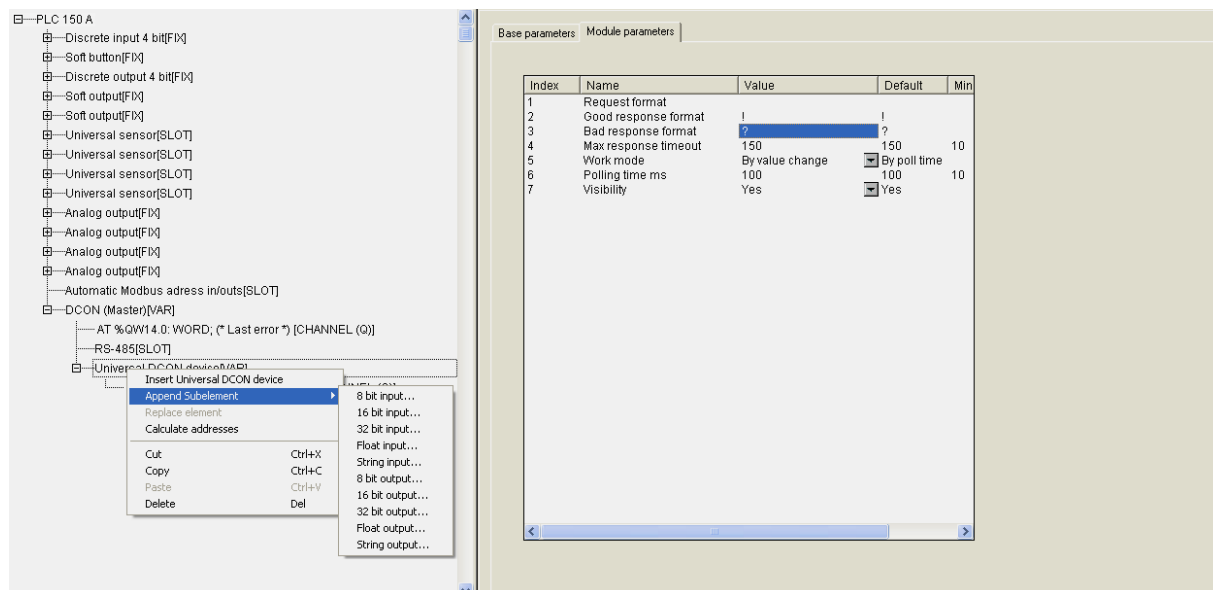 PLC 150 A
Discrete input 4 bit[FIX]
Soft button[FIX]
Discrete output 4 bit[FIX]
Soft output[FIX]
Soft output[FIX]
Universal sensor[SLOT]
Universal sensor[SLOT]
Universal sensor[SLOT]
Universal sensor[SLOT]
Analog output[FIX]
Analog output[FIX]
Analog output[FIX]
Analog output[FIX]
Automatic Modbus adress in/outs[SLOT]
DCON (Master)[VAR]
AT %QW14.0: WORD; (* Last error *) [CHANNEL (Q)]
RS-485[SLOT]
Universal DCON device[VAR]
Insert Universal DCON device
Append Subelement
Replace element
Calculate addresses
Cut Ctrl+X
Copy Ctrl+C
Paste Ctrl+V
Delete Del
8 bit input...
16 bit input...
32 bit input...
Float input...
String input...
8 bit output...
16 bit output...
32 bit output...
Float output...
String output...
Base parameters Module parameters
Index Name Value Default Min
1 Request format
2 Good response format ! !
3 Bad response format ? ?
4 Max response timeout 150 150 10
5 Work mode By value change By poll time
6 Polling time ms 100 100 10
7 Visibility Yes Yes